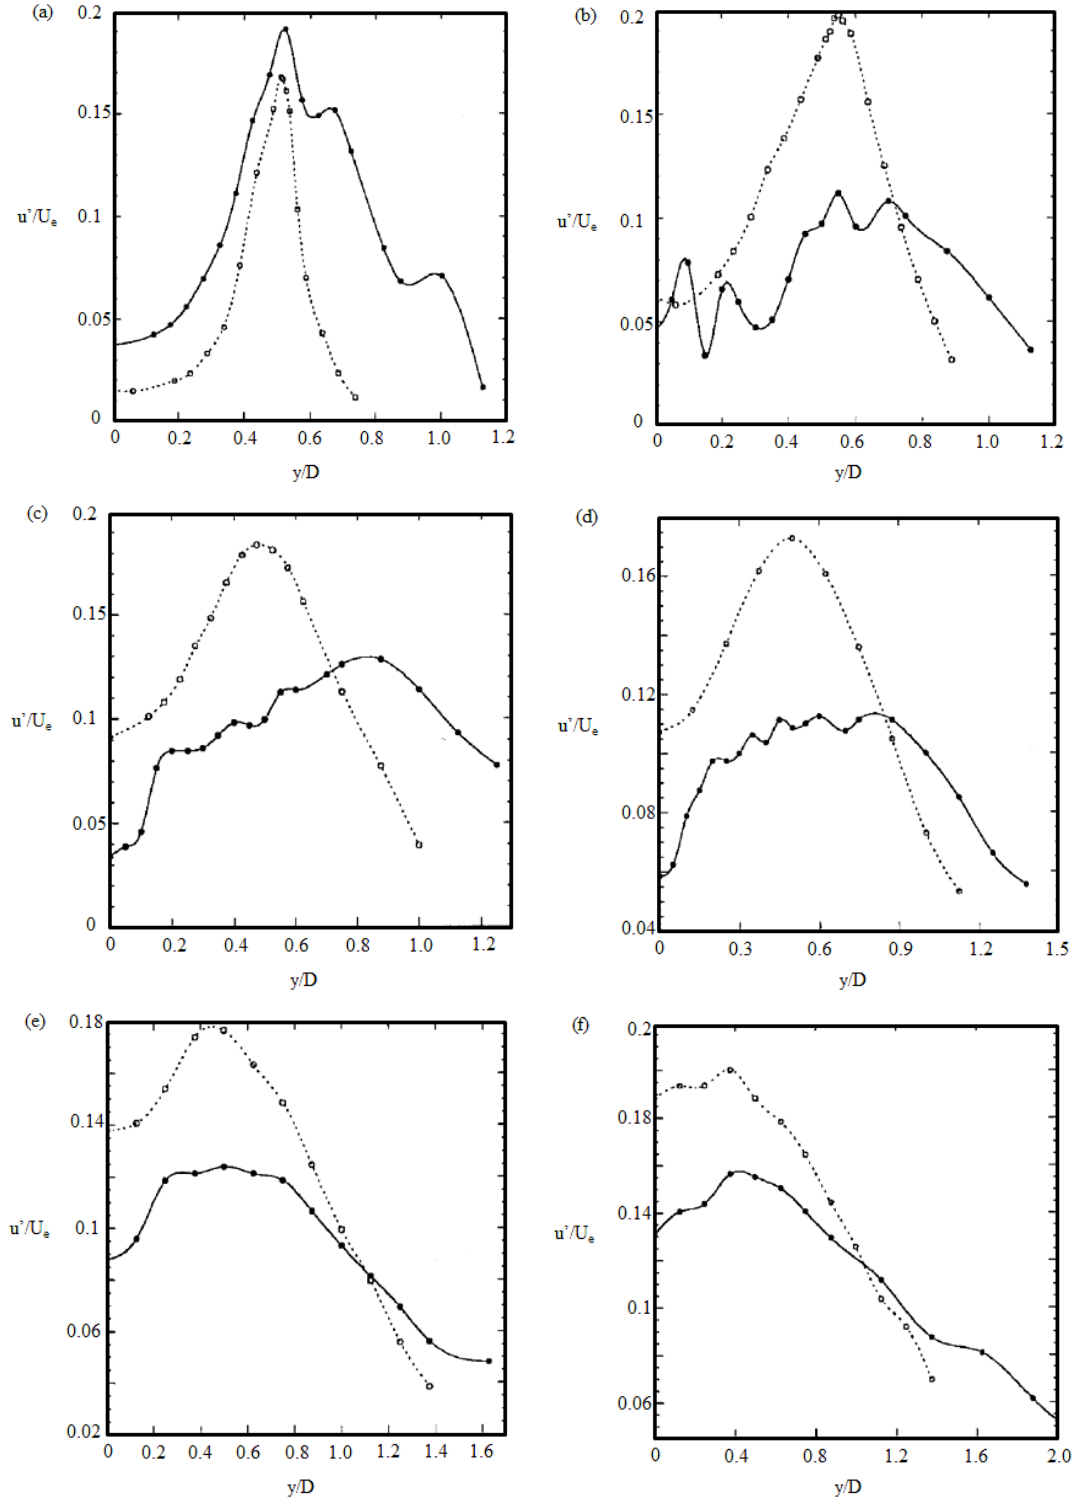 (a)
0.2
0.15
0.1
0.05
0
u'/Uₑ
0 0.2 0.4 0.6 0.8 1.0 1.2
y/D
(b)
0.2
0.15
0.1
0.05
0
u'/Uₑ
0 0.2 0.4 0.6 0.8 1.0 1.2
y/D
(c)
0.2
0.15
0.1
0.05
0
u'/Uₑ
0 0.2 0.4 0.6 0.8 1.0 1.2
y/D
(d)
0.16
0.12
0.08
0.04
u'/Uₑ
0 0.3 0.6 0.9 1.2 1.5
y/D
(e)
0.18
0.14
0.1
0.06
0.02
u'/Uₑ
0 0.2 0.4 0.6 0.8 1.0 1.2 1.4 1.6
y/D
(f)
0.2
0.18
0.14
0.1
0.06
u'/Uₑ
0 0.4 0.8 1.2 1.6 2.0
y/D